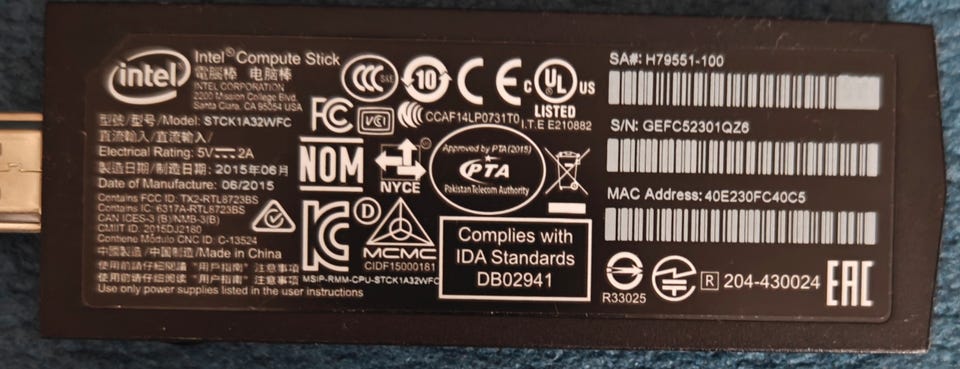 intel
Intel® Compute Stick
電腦棒 电脑棒
INTEL CORPORATION
2200 Mission College Blvd.
Santa Clara, CA 95054 USA
型號/型号/Model: STCK1A32WFC
直流輸入/直流输入/
Electrical Rating: 5V⎓2A
製造日期/制造日期: 2015年06月
Date of Manufacture: 06/2015
Contains FCC ID: TX2-RTL8723BS
Contains IC: 6317A-RTL8723BS
CAN ICES-3 (B)/NMB-3(B)
CMIIT ID: 2015DJ2180
Contiene Módulo CNC ID: C-13524
中國製造/中国制造/Made in China
使用前請仔細閱讀 "用戶指南" 注意事項
使用前请仔细阅读 "用户指南" 注意事项
Use only power supplies listed in the user instructions
CCC S&E
10
CE
C UL US
LISTED
I.T.E E210882
FC
VCI
CCAF14LP0731T0
NOM
NYCE
Approved by PTA (2015)
PTA
Pakistan Telecom Authority
KC
D
MCMC
CIDF15000181
MSIP-RMM-CPU-STCK1A32WFC
Complies with
IDA Standards
DB02941
SA#: H79551-100
S/N: GEFC52301QZ6
MAC Address: 40E230FC40C5
R33025
R 204-430024
EAC